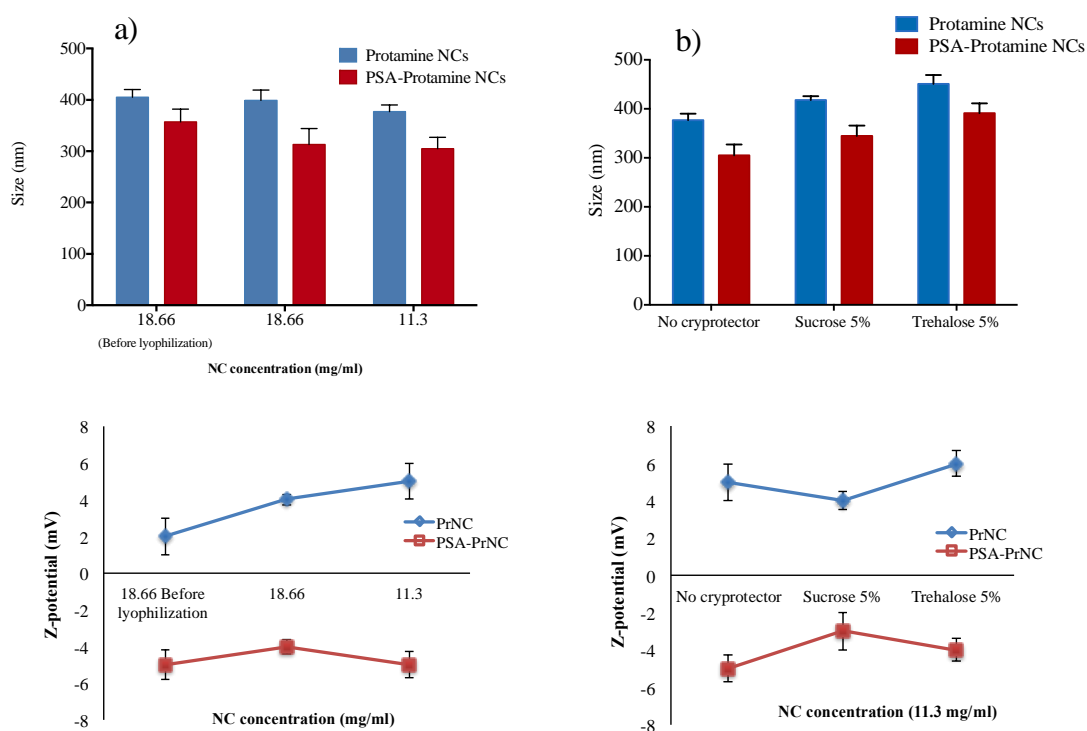 a)
Protamine NCs
PSA-Protamine NCs
500
400
300
200
100
0
Size (nm)
18.66
(Before lyophilization)
18.66
11.3
NC concentration (mg/ml)
b)
Protamine NCs
PSA-Protamine NCs
500
400
300
200
100
0
Size (nm)
No cryprotector
Sucrose 5%
Trehalose 5%
8
6
4
2
0
-2
-4
-6
-8
Z-potential (mV)
PrNC
PSA-PrNC
18.66 Before
lyophilization
18.66
11.3
NC concentration (mg/ml)
8
6
4
2
0
-2
-4
-6
-8
Z-potential (mV)
PrNC
PSA-PrNC
No cryprotector
Sucrose 5%
Trehalose 5%
NC concentration (11.3 mg/ml)